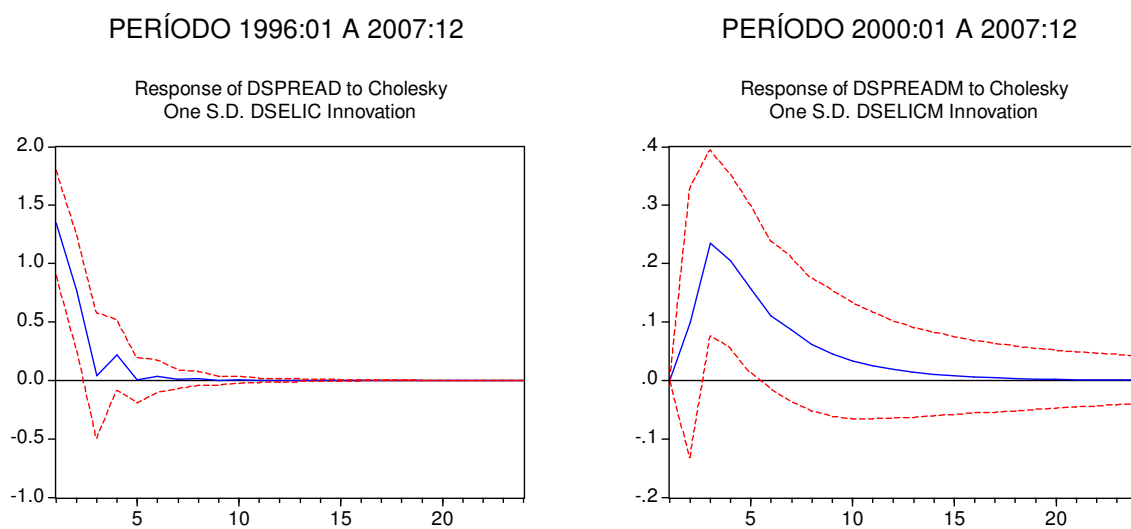 PERÍODO 1996:01 A 2007:12
Response of DSPREAD to Cholesky
One S.D. DSELIC Innovation
2.0
1.5
1.0
0.5
0.0
-0.5
-1.0
5 10 15 20
PERÍODO 2000:01 A 2007:12
Response of DSPREADM to Cholesky
One S.D. DSELICM Innovation
.4
.3
.2
.1
.0
-.1
-.2
5 10 15 20